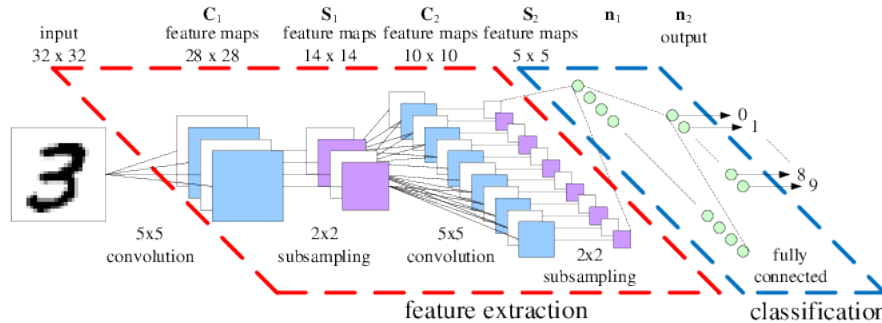 input
32 x 32
C1
feature maps
28 x 28
S1
feature maps
14 x 14
C2
feature maps
10 x 10
S2
feature maps
5 x 5
n1
n2
output
0
1
8
9
5x5
convolution
2x2
subsampling
5x5
convolution
2x2
subsampling
fully
connected
feature extraction
classification